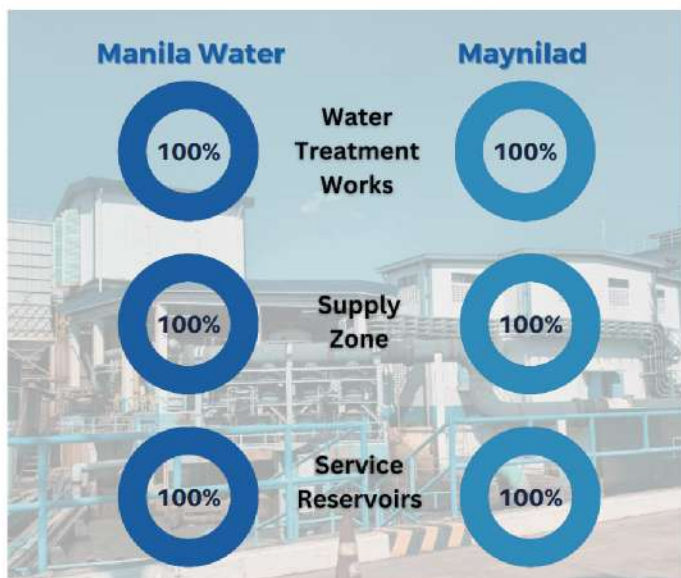 Manila Water
Maynilad
100%
Water
Treatment
Works
100%
100%
Supply
Zone
100%
100%
Service
Reservoirs
100%